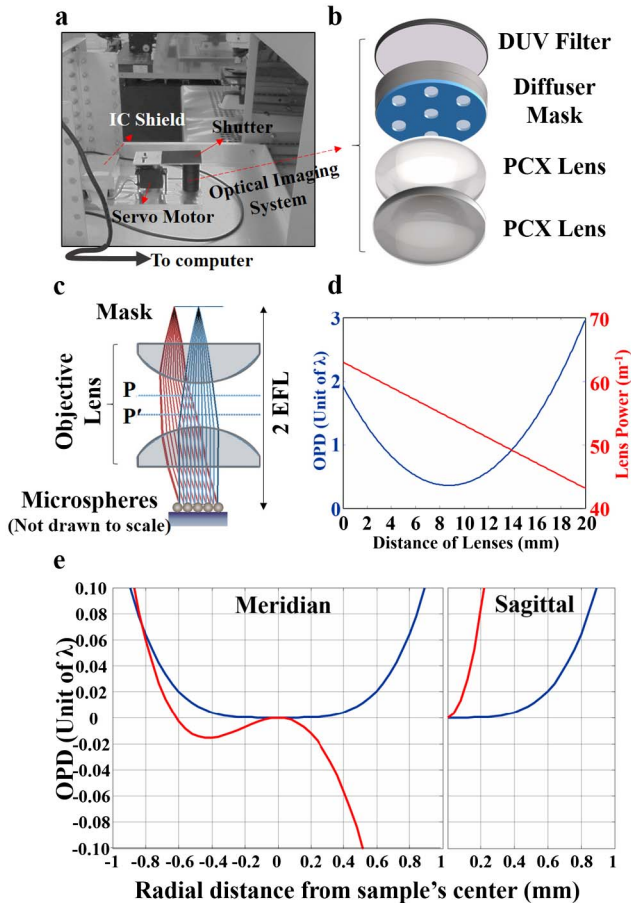 a
IC Shield
Shutter
Optical Imaging
System
Servo Motor
To computer
b
DUV Filter
Diffuser
Mask
PCX Lens
PCX Lens
c
Mask
Objective
Lens
P
P′
2 EFL
Microspheres
(Not drawn to scale)
d
OPD (Unit of λ)
3
2
1
0
Lens Power (m⁻¹)
70
60
50
40
0 2 4 6 8 10 12 14 16 18 20
Distance of Lenses (mm)
e
OPD (Unit of λ)
Meridian
Sagittal
0.10
0.08
0.06
0.04
0.02
0
-0.02
-0.04
-0.06
-0.08
-0.10
-1 -0.8 -0.6 -0.4 -0.2 0 0.2 0.4 0.6 0.8 1
0.2 0.4 0.6 0.8 1
Radial distance from sample's center (mm)